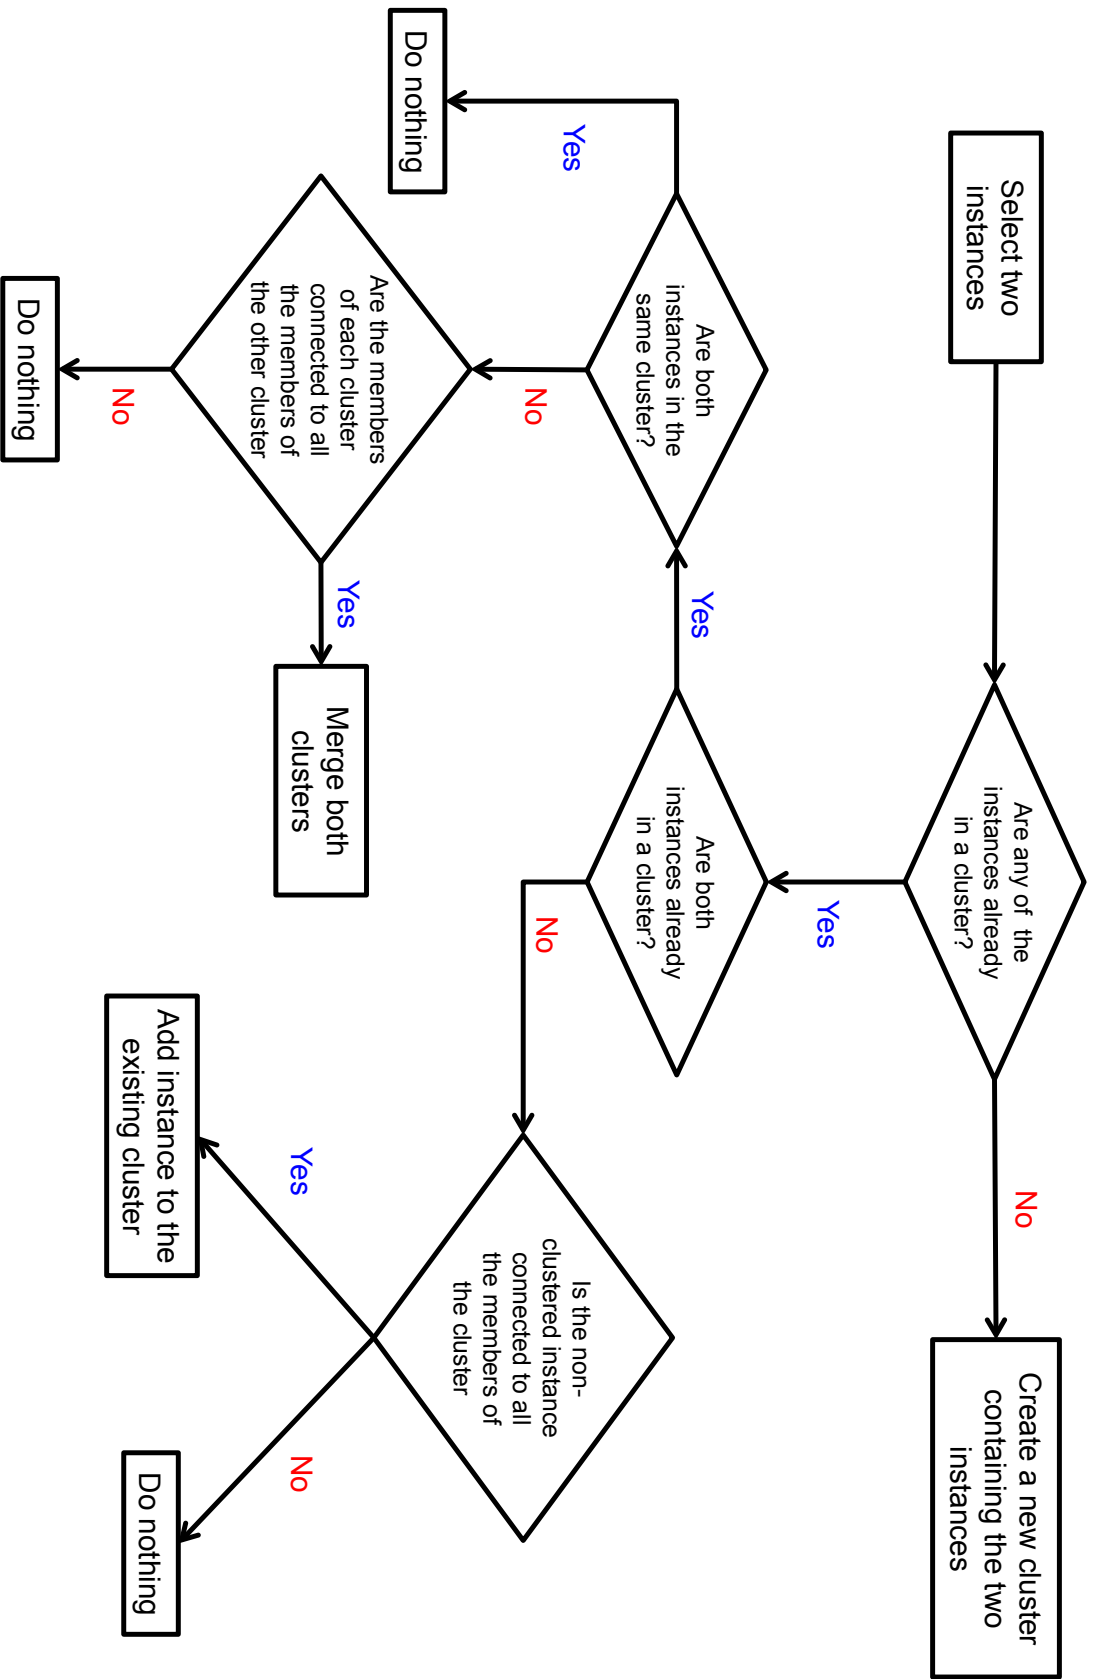 Select two
instances
Are any of the
instances already
in a cluster?
No
Create a new cluster
containing the two
instances
Yes
Are both
instances already
in a cluster?
Yes
Are both
instances in the
same cluster?
Yes
Do nothing
No
Are the members
of each cluster
connected to all
the members of
the other cluster
Yes
Merge both
clusters
No
Do nothing
No
Is the non-
clustered instance
connected to all
the members of
the cluster
Yes
Add instance to the
existing cluster
No
Do nothing